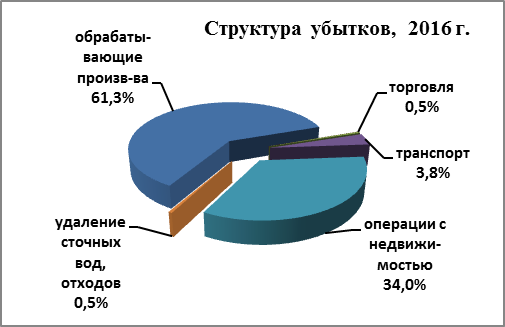 Структура убытков, 2016 г.
обрабаты-
вающие
произв-ва
61,3%
торговля
0,5%
транспорт
3,8%
операции с
недвижи-
мостью
34,0%
удаление
сточных
вод,
отходов
0,5%